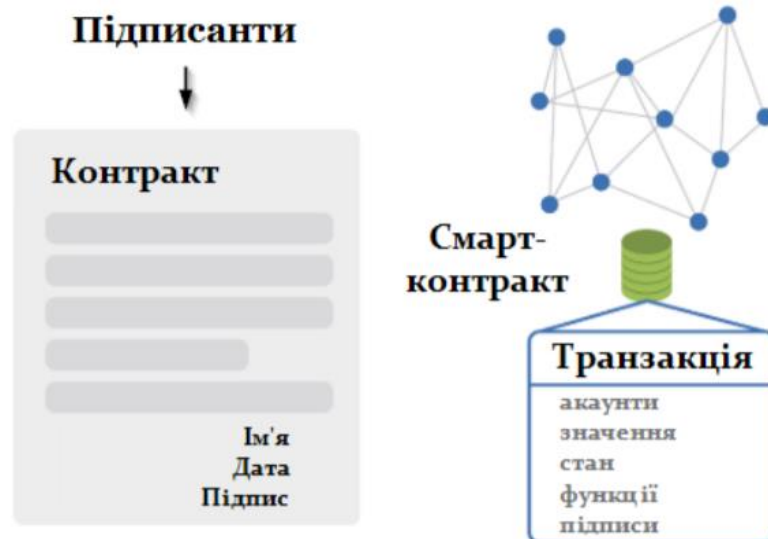 Підписанти
Контракт
Ім'я
Дата
Підпис
Смарт-
контракт
Транзакція
акаунти
значення
стан
функції
підписи